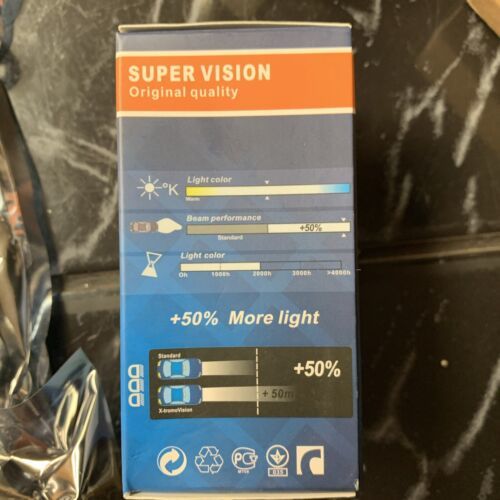 SUPER VISION
Original quality
Light color
°K
Warm
Beam performance
+50%
Standard
Light color
0h 1000h 2000h 3000h >4000h
+50% More light
Standard
+50%
+50m
X-tromeVision